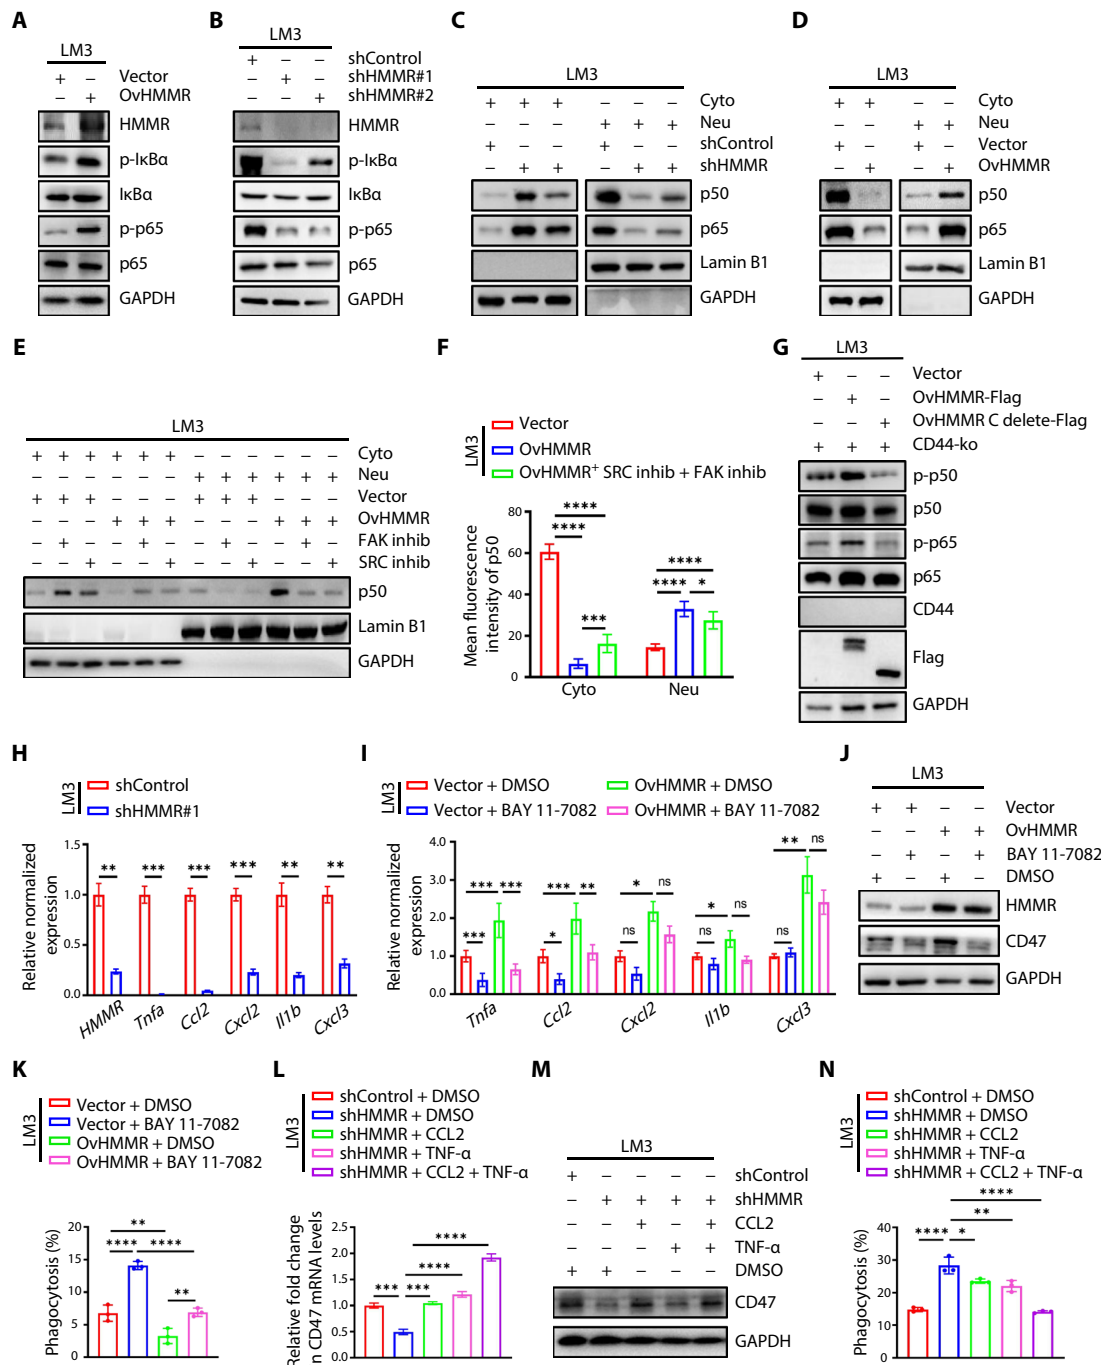 A
LM3
+ – Vector
– + OvHMMR
HMMR
p-IκBα
IκBα
p-p65
p65
GAPDH
B
LM3
+ – – shControl
– + – shHMMR#1
– – + shHMMR#2
HMMR
p-IκBα
IκBα
p-p65
p65
GAPDH
C
LM3
+ + + – – – Cyto
– – – + + + Neu
+ – – + – – shControl
– + + – + + shHMMR
p50
p65
Lamin B1
GAPDH
D
LM3
+ + – – Cyto
– – + + Neu
+ – + – Vector
– + – + OvHMMR
p50
p65
Lamin B1
GAPDH
E
LM3
+ + + + + + – – – – – – Cyto
– – – – – – + + + + + + Neu
+ + + – – – + + + – – – Vector
– – – + + + – – – + + + OvHMMR
– + – – + – – + – – + – FAK inhib
– – + – – + – – + – – + SRC inhib
p50
Lamin B1
GAPDH
F
LM3
Vector
OvHMMR
OvHMMR⁺ SRC inhib + FAK inhib
Mean fluorescence
intensity of p50
80
60
40
20
0
****
****
***
****
****
*
Cyto Neu
G
LM3
+ – – Vector
– + – OvHMMR-Flag
– – + OvHMMR C delete-Flag
+ + + CD44-ko
p-p50
p50
p-p65
p65
CD44
Flag
GAPDH
H
LM3
shControl
shHMMR#1
Relative normalized
expression
1.5
1.0
0.5
0.0
** *** *** *** ** **
HMMR Tnfa Ccl2 Cxcl2 Il1b Cxcl3
I
LM3
Vector + DMSO
Vector + BAY 11-7082
OvHMMR + DMSO
OvHMMR + BAY 11-7082
Relative normalized
expression
4.0
3.0
2.0
1.0
0.0
*** *** *** ** * ns * ns ** ns
*** * ns ns ns
Tnfa Ccl2 Cxcl2 Il1b Cxcl3
J
LM3
+ + – – Vector
– – + + OvHMMR
– + – + BAY 11-7082
+ – + – DMSO
HMMR
CD47
GAPDH
K
LM3
Vector + DMSO
Vector + BAY 11-7082
OvHMMR + DMSO
OvHMMR + BAY 11-7082
Phagocytosis (%)
20
15
10
5
0
**
**** ****
**
L
LM3
shControl + DMSO
shHMMR + DMSO
shHMMR + CCL2
shHMMR + TNF-α
shHMMR + CCL2 + TNF-α
Relative fold change
in CD47 mRNA levels
2.5
2.0
1.5
1.0
0.5
0.0
****
****
*** ***
M
LM3
+ – – – – shControl
– + + + + shHMMR
– – + – + CCL2
– – – + + TNF-α
+ + – – – DMSO
CD47
GAPDH
N
LM3
shControl + DMSO
shHMMR + DMSO
shHMMR + CCL2
shHMMR + TNF-α
shHMMR + CCL2 + TNF-α
Phagocytosis (%)
40
30
20
10
0
****
**
**** *